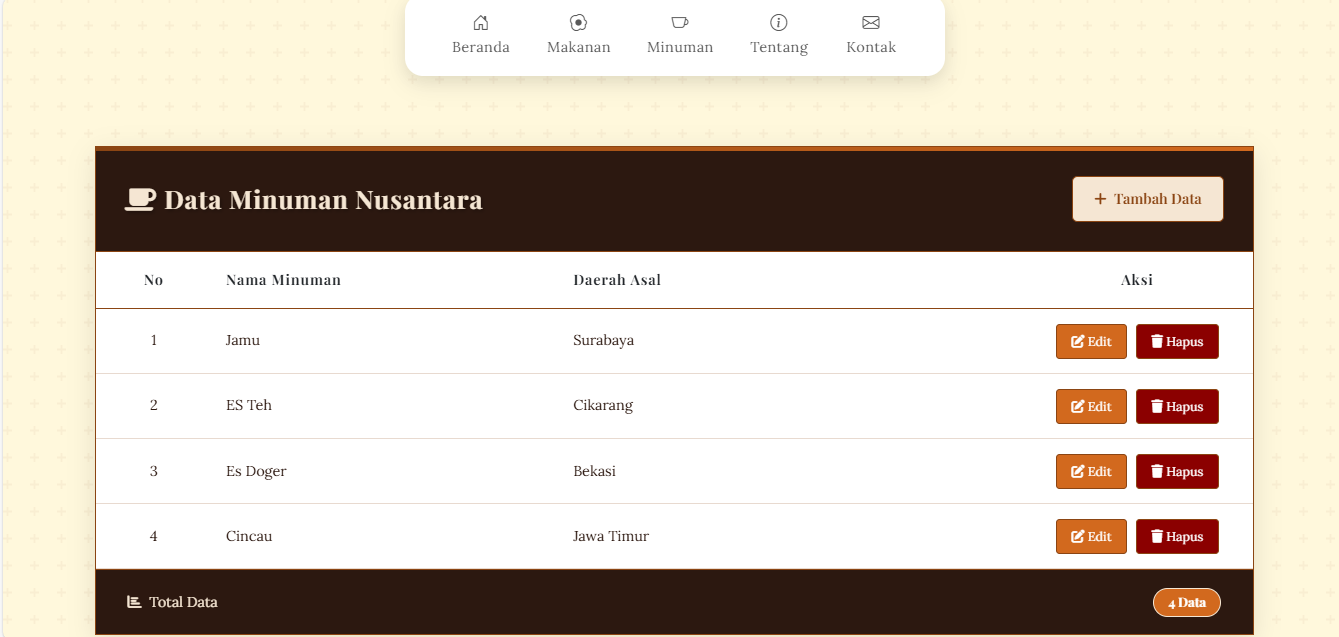 Beranda Makanan Minuman Tentang Kontak
Data Minuman Nusantara + Tambah Data
No Nama Minuman Daerah Asal Aksi
1 Jamu Surabaya Edit Hapus
2 ES Teh Cikarang Edit Hapus
3 Es Doger Bekasi Edit Hapus
4 Cincau Jawa Timur Edit Hapus
Total Data 4 Data